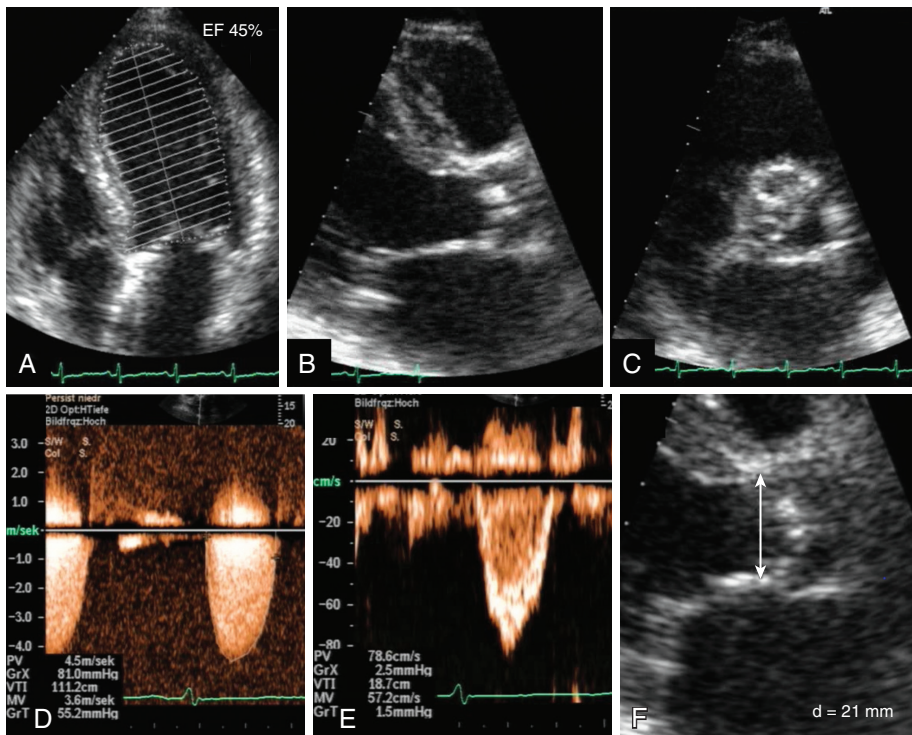 EF 45%
A
B
C
Persist niedr
2D Opt:HTiefe
Bildfrqz:Hoch
S/W S.
Col S.
15
20
3.0
2.0
1.0
m/sek
-1.0
-2.0
-3.0
-4.0
PV 4.5m/sek
GrX 81.0mmHg
VTI 111.2cm
MV 3.6m/sek
GrT 55.2mmHg
D
Bildfrqz:Hoch
S/W S.
Col S.
20
cm/s
-20
-40
-60
-80
PV 78.6cm/s
GrX 2.5mmHg
VTI 18.7cm
MV 57.2cm/s
GrT 1.5mmHg
E
F
d = 21 mm